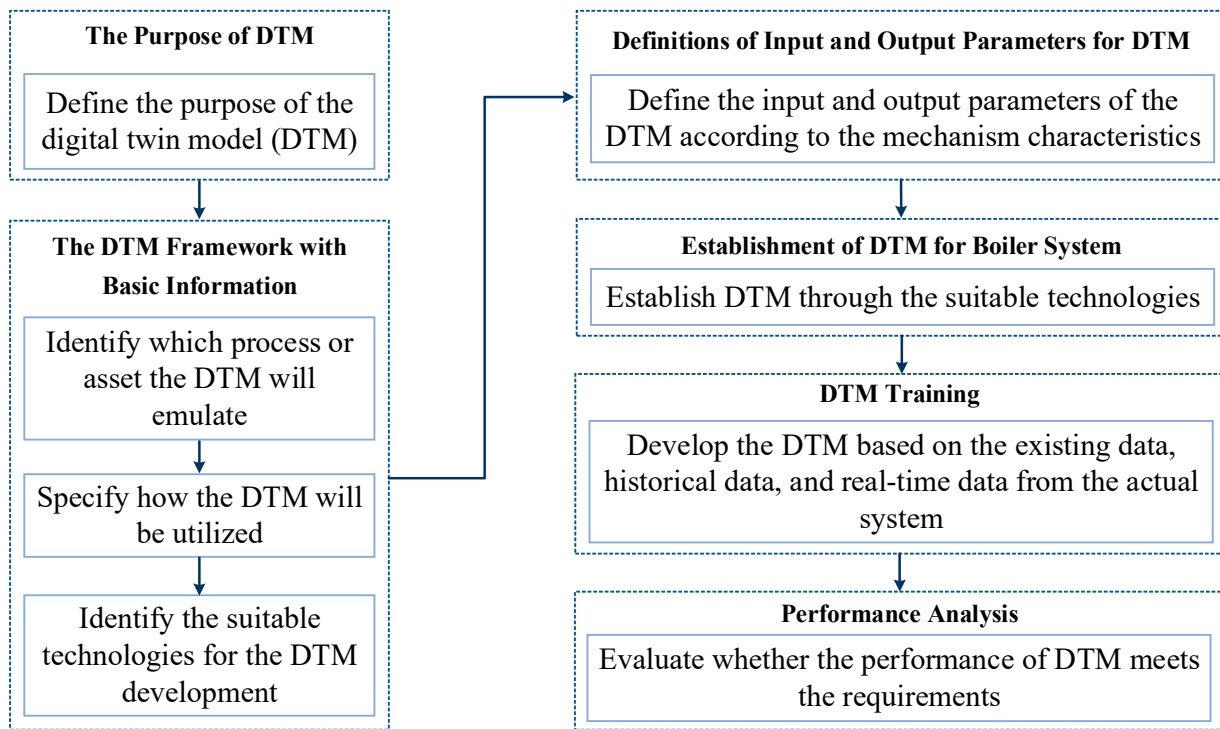 The Purpose of DTM
Define the purpose of the
digital twin model (DTM)
The DTM Framework with
Basic Information
Identify which process or
asset the DTM will
emulate
Specify how the DTM will
be utilized
Identify the suitable
technologies for the DTM
development
Definitions of Input and Output Parameters for DTM
Define the input and output parameters of the
DTM according to the mechanism characteristics
Establishment of DTM for Boiler System
Establish DTM through the suitable technologies
DTM Training
Develop the DTM based on the existing data,
historical data, and real-time data from the actual
system
Performance Analysis
Evaluate whether the performance of DTM meets
the requirements